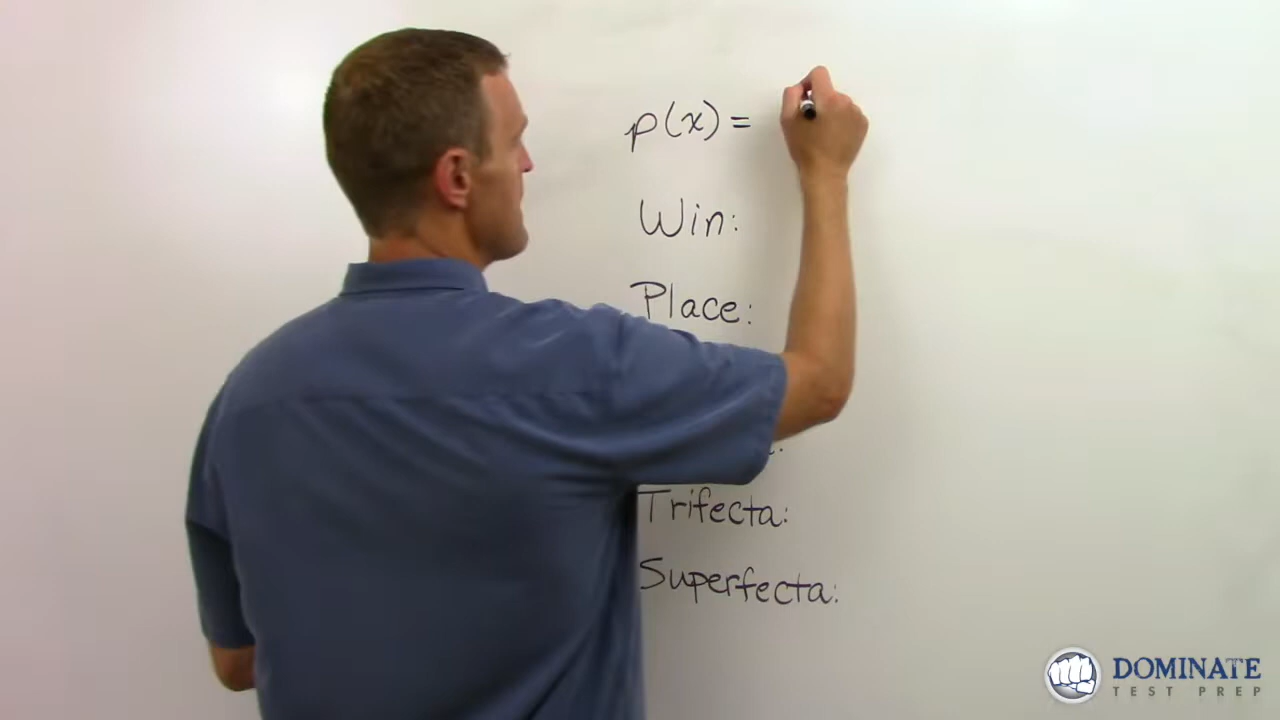 p(x) =
Win:
Place:
Trifecta:
Superfecta:
DOMINATE
TEST PREP